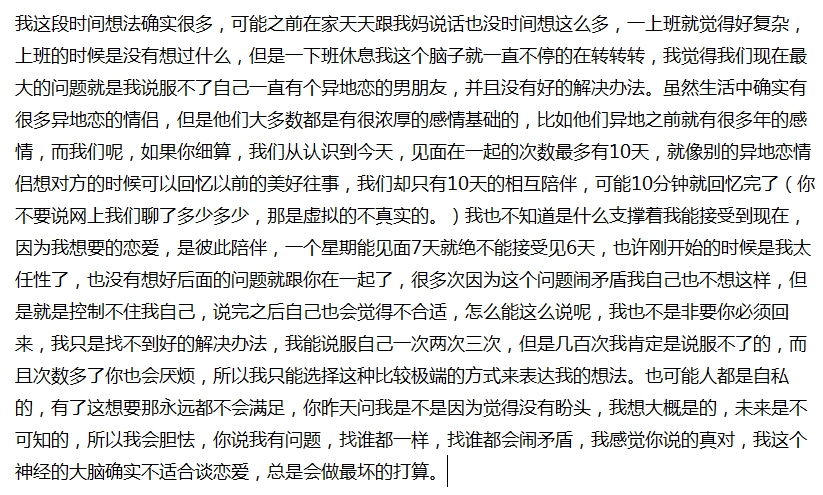 我这段时间想法确实很多，可能之前在家天天跟我妈说话也没时间想这么多，一上班就觉得好复杂，
上班的时候是没有想过什么，但是一下班休息我这个脑子就一直不停的在转转转，我觉得我们现在最
大的问题就是我说服不了自己一直有个异地恋的男朋友，并且没有好的解决办法。虽然生活中确实有
很多异地恋的情侣，但是他们大多数都是有很浓厚的感情基础的，比如他们异地之前就有很多年的感
情，而我们呢，如果你细算，我们从认识到今天，见面在一起的次数最多有10天，就像别的异地恋情
侣想对方的时候可以回忆以前的美好往事，我们却只有10天的相互陪伴，可能10分钟就回忆完了（你
不要说网上我们聊了多少多少，那是虚拟的不真实的。）我也不知道是什么支撑着我能接受到现在，
因为我想要的恋爱，是彼此陪伴，一个星期能见面7天就绝不能接受见6天，也许刚开始的时候是我太
任性了，也没有想好后面的问题就跟你在一起了，很多次因为这个问题闹矛盾我自己也不想这样，但
是就是控制不住我自己，说完之后自己也会觉得不合适，怎么能这么说呢，我也不是非要你必须回
来，我只是找不到好的解决办法，我能说服自己一次两次三次，但是几百次我肯定是说服不了的，而
且次数多了你也会厌烦，所以我只能选择这种比较极端的方式来表达我的想法。也可能人都是自私
的，有了这想要那永远都不会满足，你昨天问我是不是因为觉得没有盼头，我想大概是的，未来是不
可知的，所以我会胆怯，你说我有问题，找谁都一样，找谁都会闹矛盾，我感觉你说的真对，我这个
神经的大脑确实不适合谈恋爱，总是会做最坏的打算。